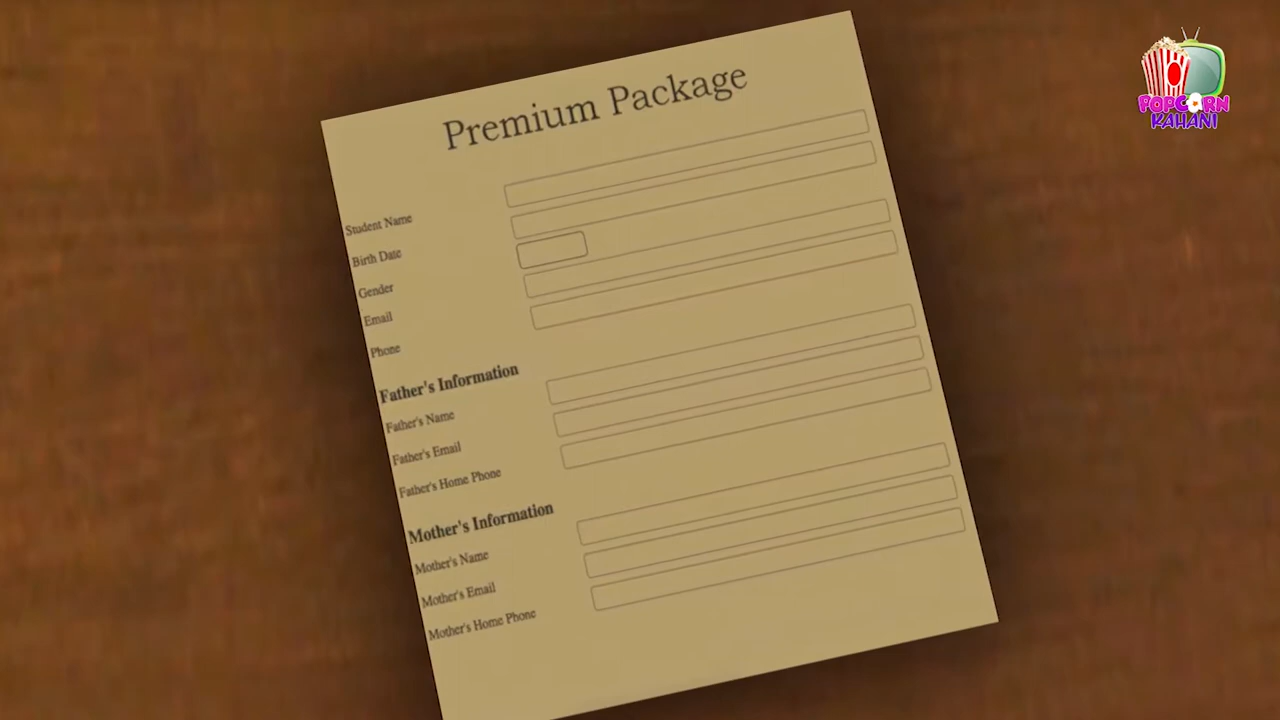 Premium Package
Student Name
Birth Date
Gender
Email
Phone
Father's Information
Father's Name
Father's Email
Father's Home Phone
Mother's Information
Mother's Name
Mother's Email
Mother's Home Phone
POPCORN
KAHANI